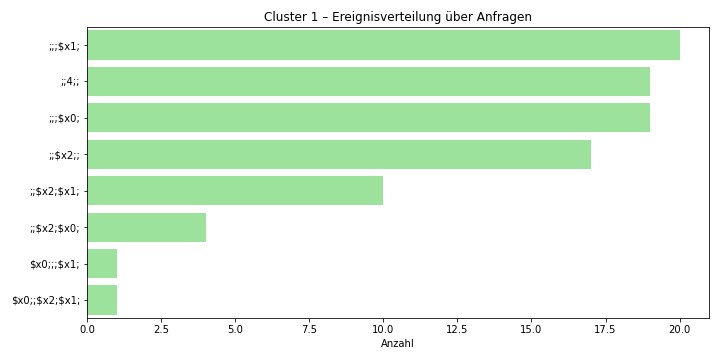 Cluster 1 – Ereignisverteilung über Anfragen
;;;$x1;
;;4;;
;;;$x0;
;;$x2;;
;;$x2;$x1;
;;$x2;$x0;
$x0;;;$x1;
$x0;;$x2;$x1;
0.0 2.5 5.0 7.5 10.0 12.5 15.0 17.5 20.0
Anzahl